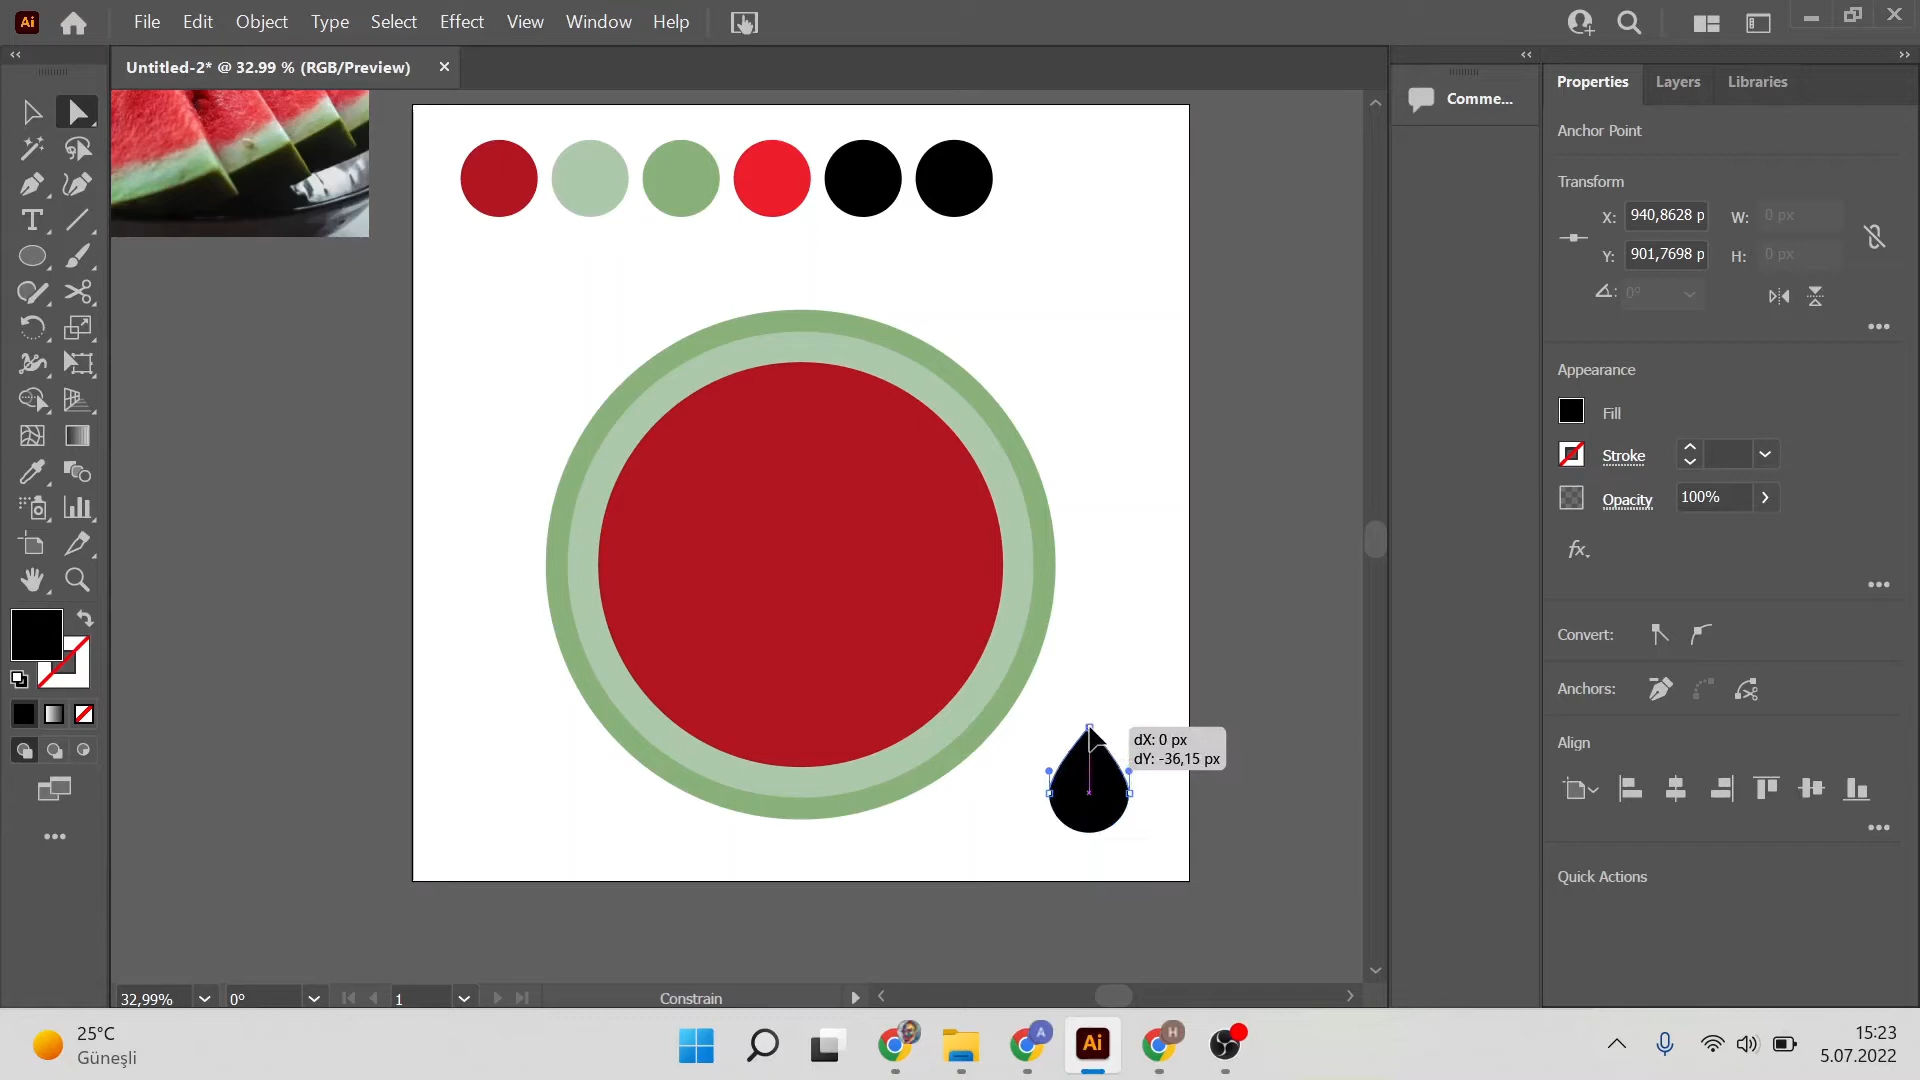 Ai File Edit Object Type Select Effect View Window Help
Untitled-2* @ 32.99 % (RGB/Preview) ×
Comme...
Properties Layers Libraries
Anchor Point
Transform
X: 940,8628 p W: 0 px
Y: 901,7698 p H: 0 px
0°
Appearance
Fill
Stroke
Opacity 100%
fx.
Convert:
Anchors:
Align
Quick Actions
dX: 0 px
dY: -36,15 px
32,99% 0° 1 Constrain
25°C
Güneşli
A
Ai
H
15:23
5.07.2022